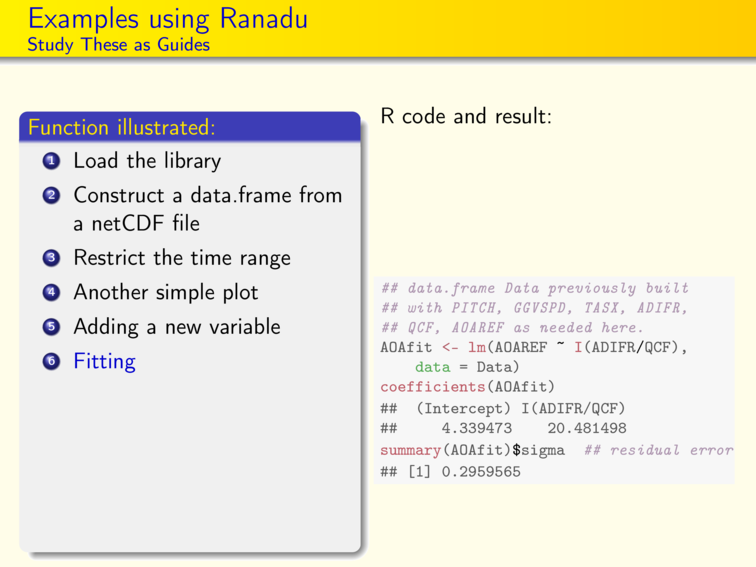 Examples using Ranadu
Study These as Guides
Function illustrated:
1 Load the library
2 Construct a data.frame from
a netCDF file
3 Restrict the time range
4 Another simple plot
5 Adding a new variable
6 Fitting
R code and result:
## data.frame Data previously built
## with PITCH, GGVSPD, TASX, ADIFR,
## QCF, AOAREF as needed here.
AOAfit <- lm(AOAREF ~ I(ADIFR/QCF),
    data = Data)
coefficients(AOAfit)
##  (Intercept) I(ADIFR/QCF)
##     4.339473    20.481498
summary(AOAfit)$sigma  ## residual error
## [1] 0.2959565